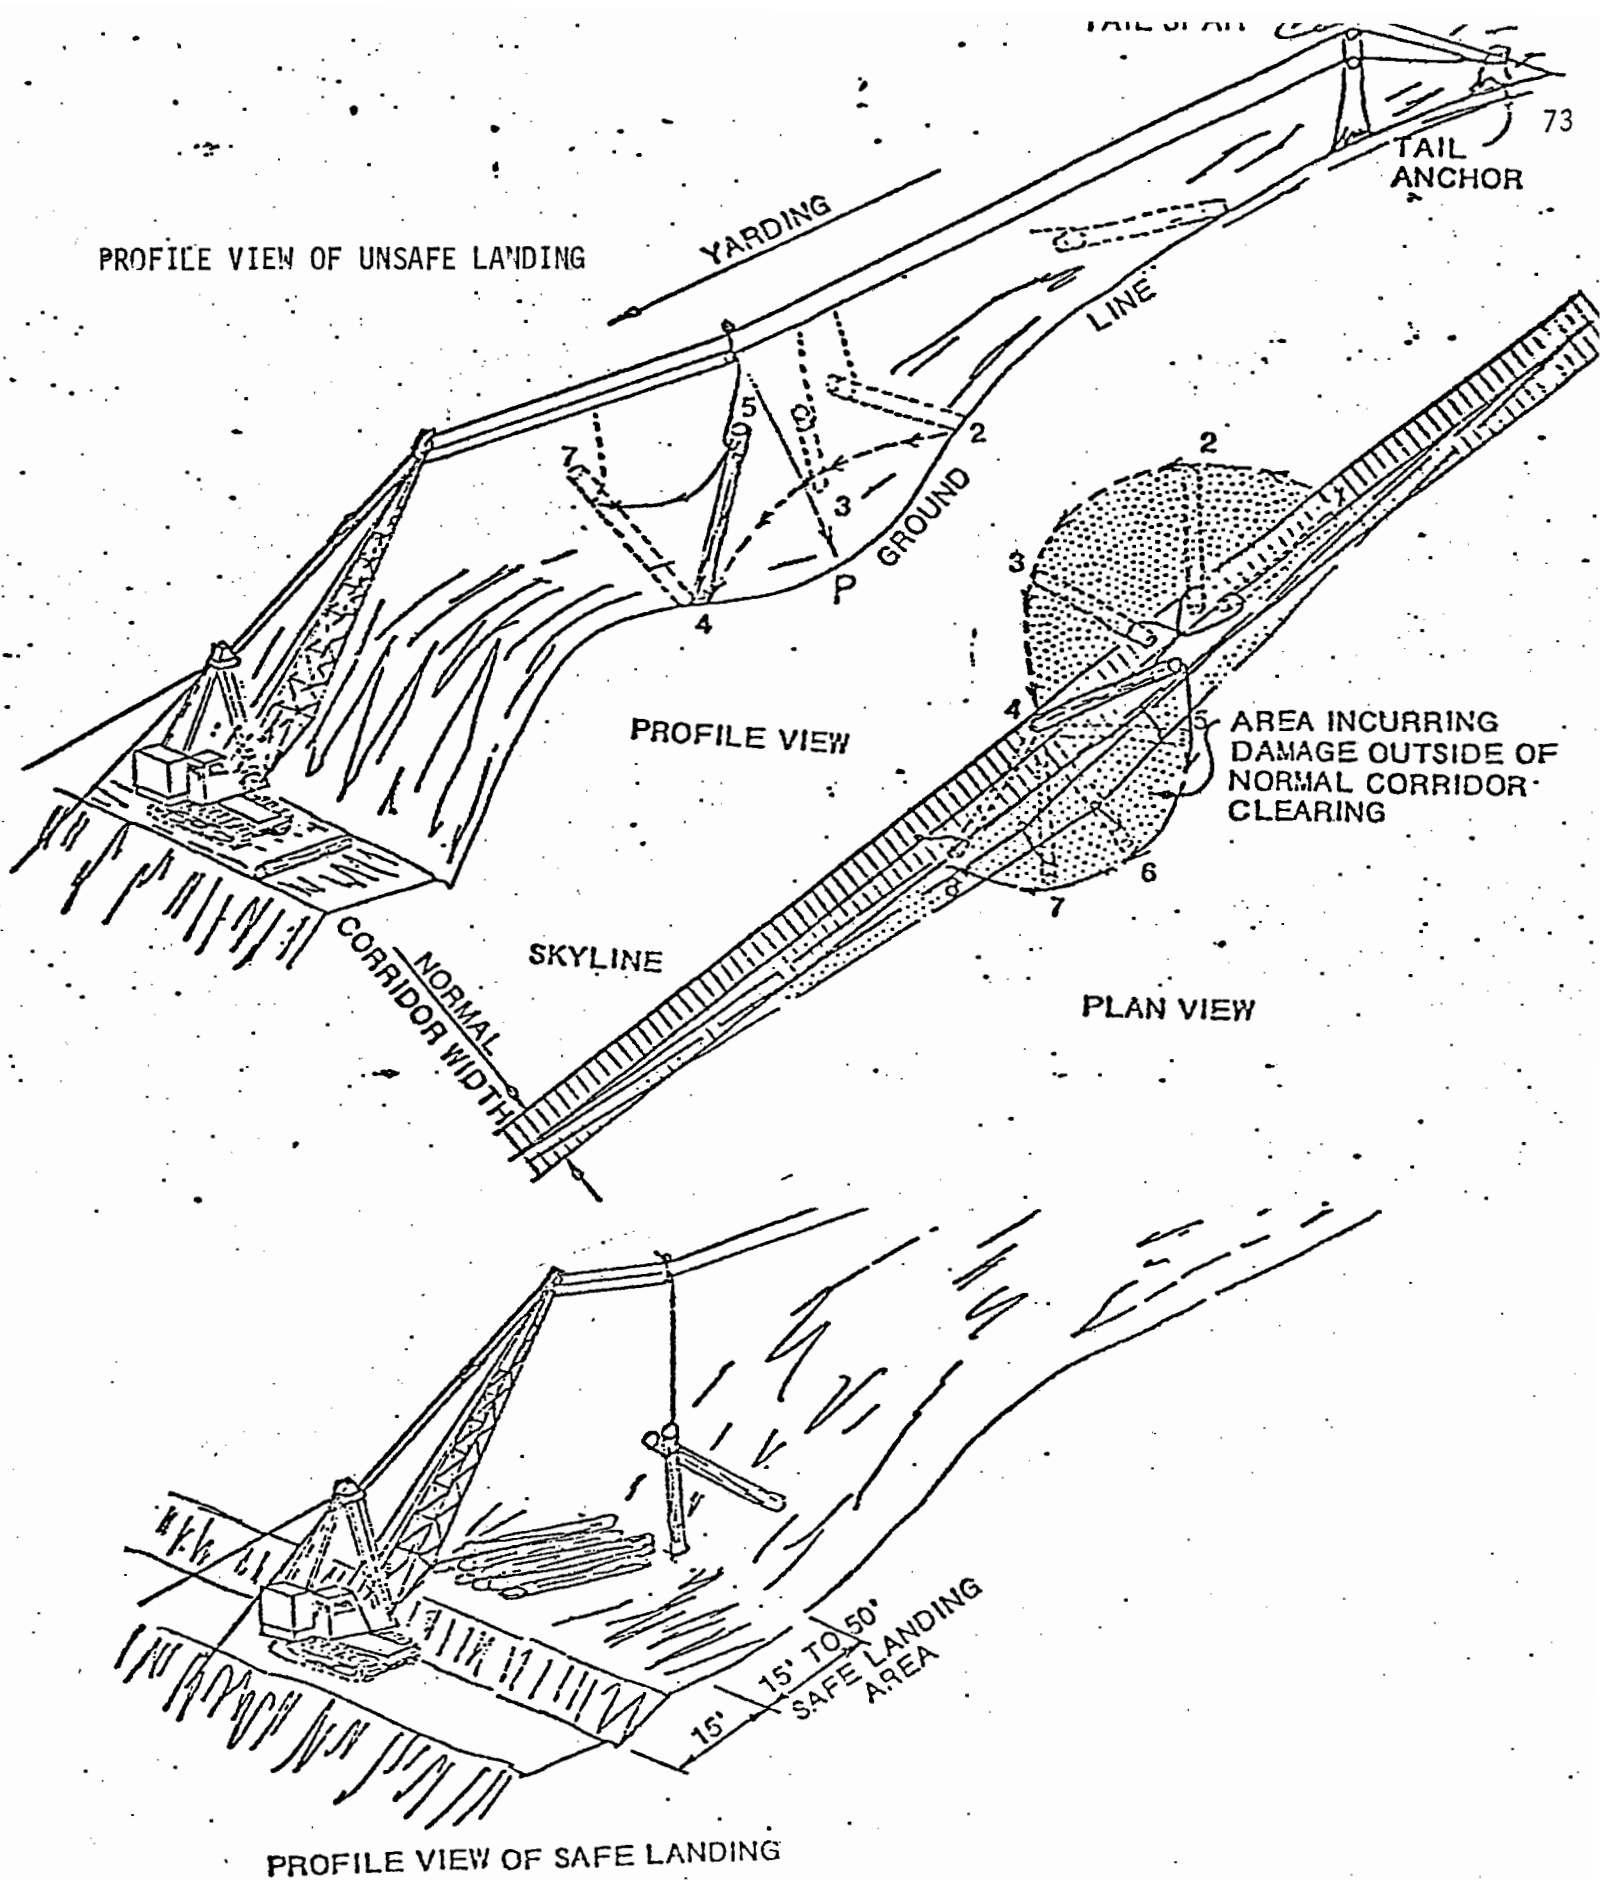 TAIL SPAR
73
TAIL
ANCHOR
PROFILE VIEW OF UNSAFE LANDING
YARDING
LINE
GROUND
2
3
4
5
7
P
PROFILE VIEW
2
3
4
5
6
7
AREA INCURRING
DAMAGE OUTSIDE OF
NORMAL CORRIDOR
CLEARING
SKYLINE
NORMAL
CORRIDOR WIDTH
PLAN VIEW
15' TO 50'
SAFE LANDING
AREA
15'
PROFILE VIEW OF SAFE LANDING